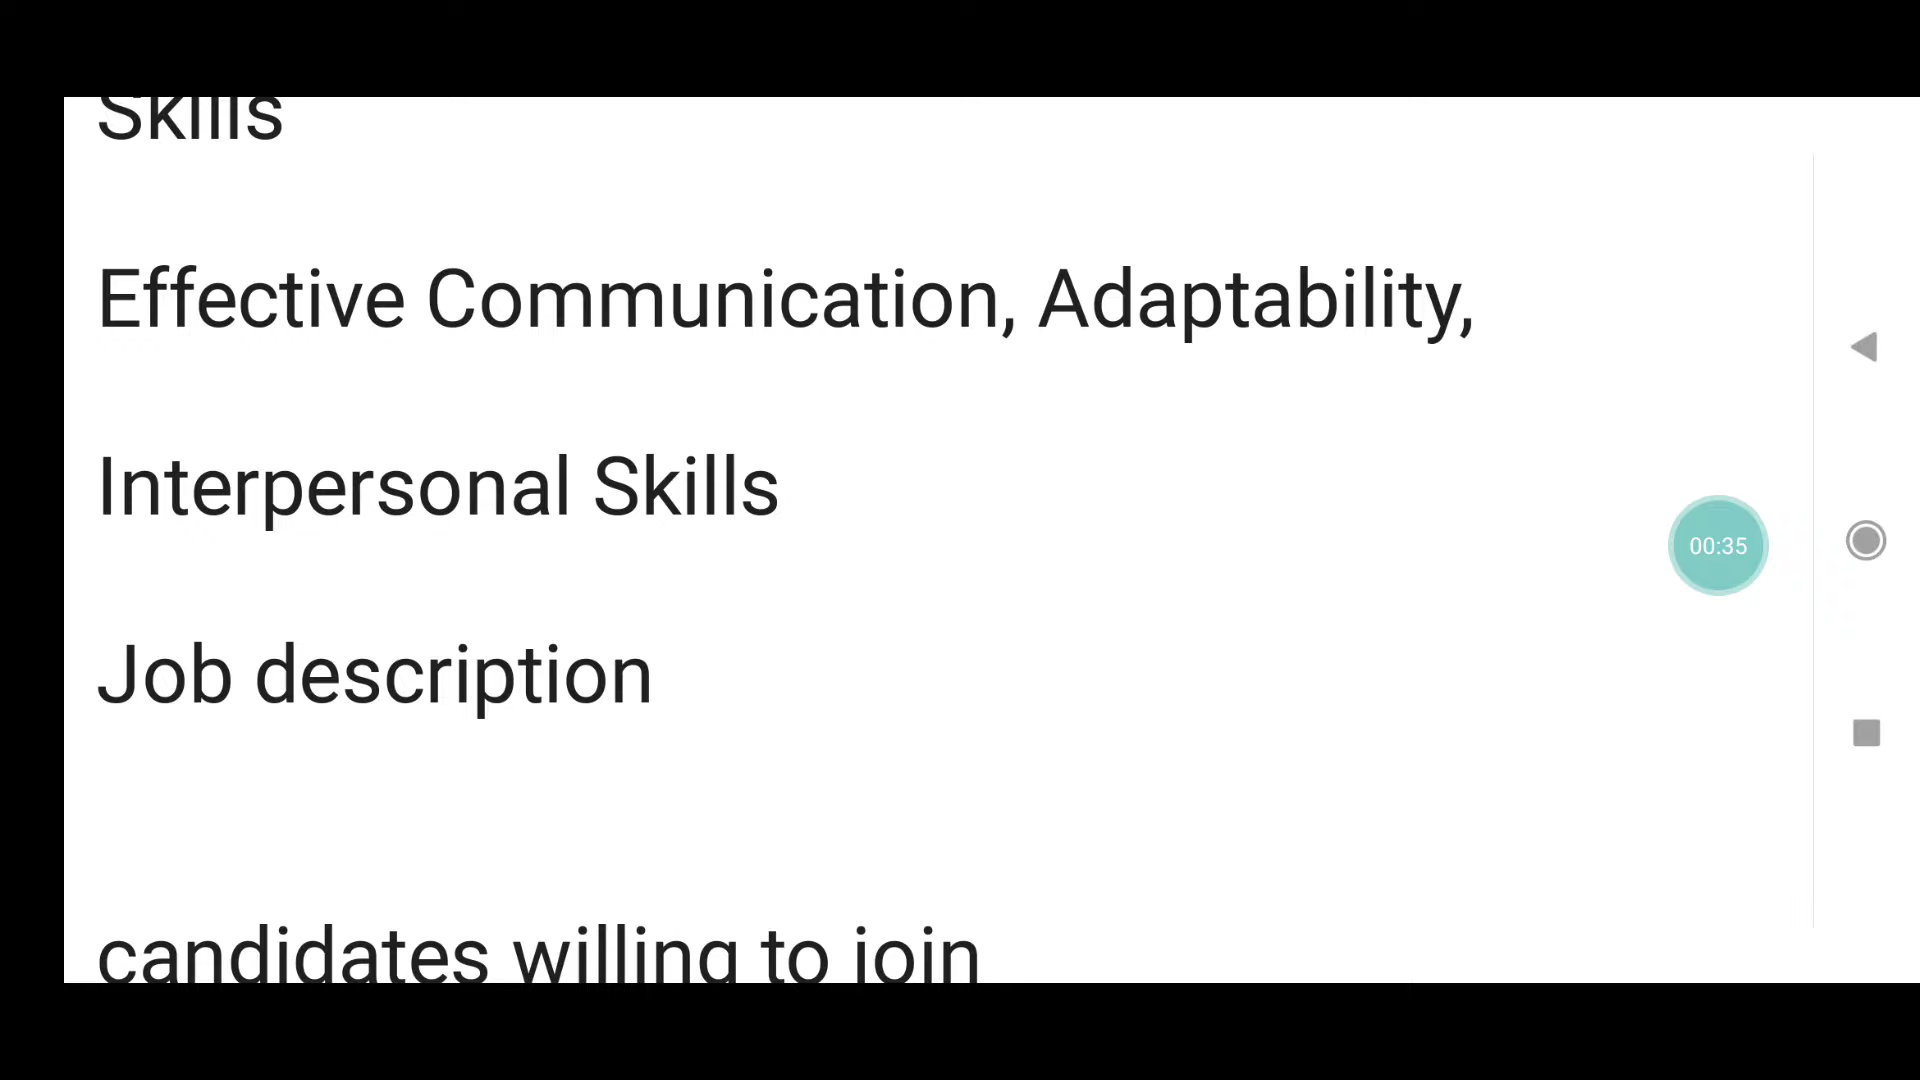 Skills
Effective Communication, Adaptability,
Interpersonal Skills
00:35
Job description
candidates willing to join